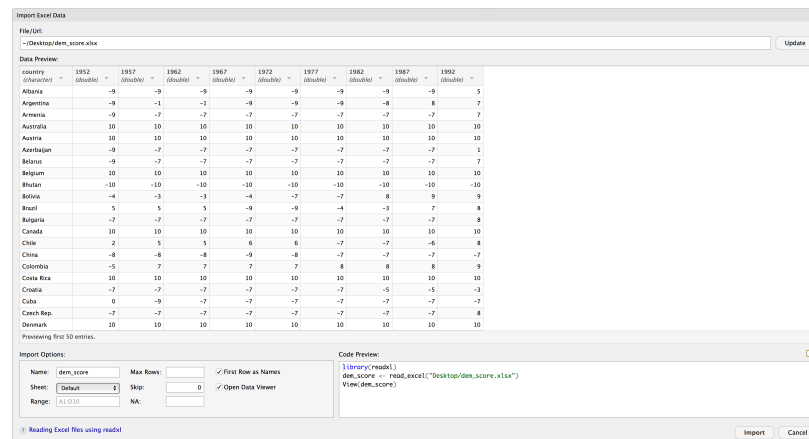 Import Excel Data
File/Url:
~/Desktop/dem_score.xlsx Update
Data Preview:
country 1952 1957 1962 1967 1972 1977 1982 1987 1992
(character) (double) (double) (double) (double) (double) (double) (double) (double) (double)
Albania -9 -9 -9 -9 -9 -9 -9 -9 5
Argentina -9 -1 -1 -9 -9 -9 -8 8 7
Armenia -9 -7 -7 -7 -7 -7 -7 -7 7
Australia 10 10 10 10 10 10 10 10 10
Austria 10 10 10 10 10 10 10 10 10
Azerbaijan -9 -7 -7 -7 -7 -7 -7 -7 1
Belarus -9 -7 -7 -7 -7 -7 -7 -7 7
Belgium 10 10 10 10 10 10 10 10 10
Bhutan -10 -10 -10 -10 -10 -10 -10 -10 -10
Bolivia -4 -3 -3 -4 -7 -7 8 9 9
Brazil 5 5 5 -9 -9 -4 -3 7 8
Bulgaria -7 -7 -7 -7 -7 -7 -7 -7 8
Canada 10 10 10 10 10 10 10 10 10
Chile 2 5 5 6 6 -7 -7 -6 8
China -8 -8 -8 -9 -8 -7 -7 -7 -7
Colombia -5 7 7 7 7 8 8 8 9
Costa Rica 10 10 10 10 10 10 10 10 10
Croatia -7 -7 -7 -7 -7 -7 -5 -5 -3
Cuba 0 -9 -7 -7 -7 -7 -7 -7 -7
Czech Rep. -7 -7 -7 -7 -7 -7 -7 -7 8
Denmark 10 10 10 10 10 10 10 10 10
Previewing first 50 entries.
Import Options: Code Preview:
Name: dem_score Max Rows: First Row as Names library(readxl)
dem_score <- read_excel("Desktop/dem_score.xlsx")
Sheet: Default Skip: 0 Open Data Viewer View(dem_score)
Range: A1:D10 NA:
? Reading Excel files using readxl Import Cancel